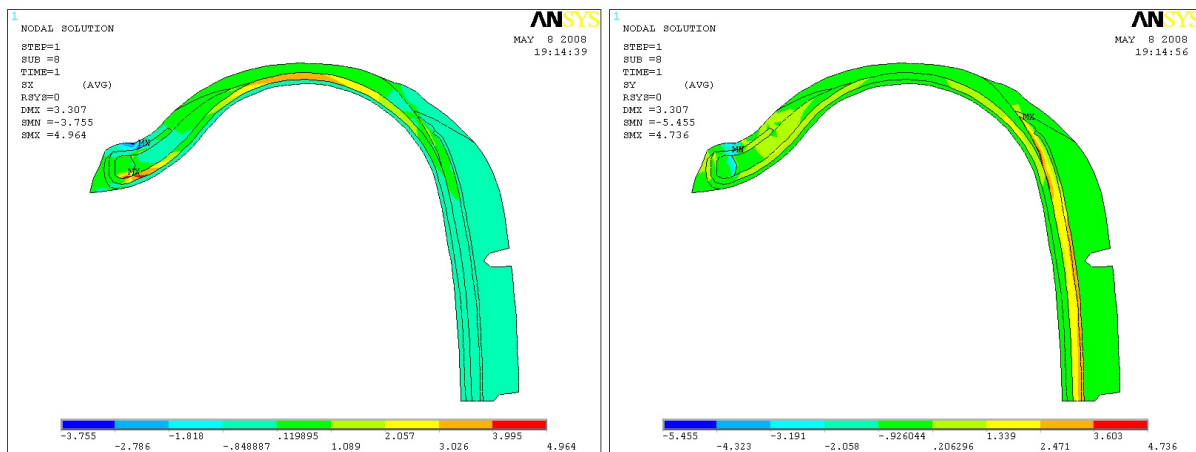 1
ANSYS
NODAL SOLUTION
MAY 8 2008
19:14:39
STEP=1
SUB =8
TIME=1
SX (AVG)
RSYS=0
DMX =3.307
SMN =-3.755
SMX =4.964
MN
MX
-3.755 -1.818 .119895 2.057 3.995
-2.786 -.848887 1.089 3.026 4.964
1
ANSYS
NODAL SOLUTION
MAY 8 2008
19:14:56
STEP=1
SUB =8
TIME=1
SY (AVG)
RSYS=0
DMX =3.307
SMN =-5.455
SMX =4.736
MX
MN
-5.455 -3.191 -.926044 1.339 3.603
-4.323 -2.058 .206296 2.471 4.736